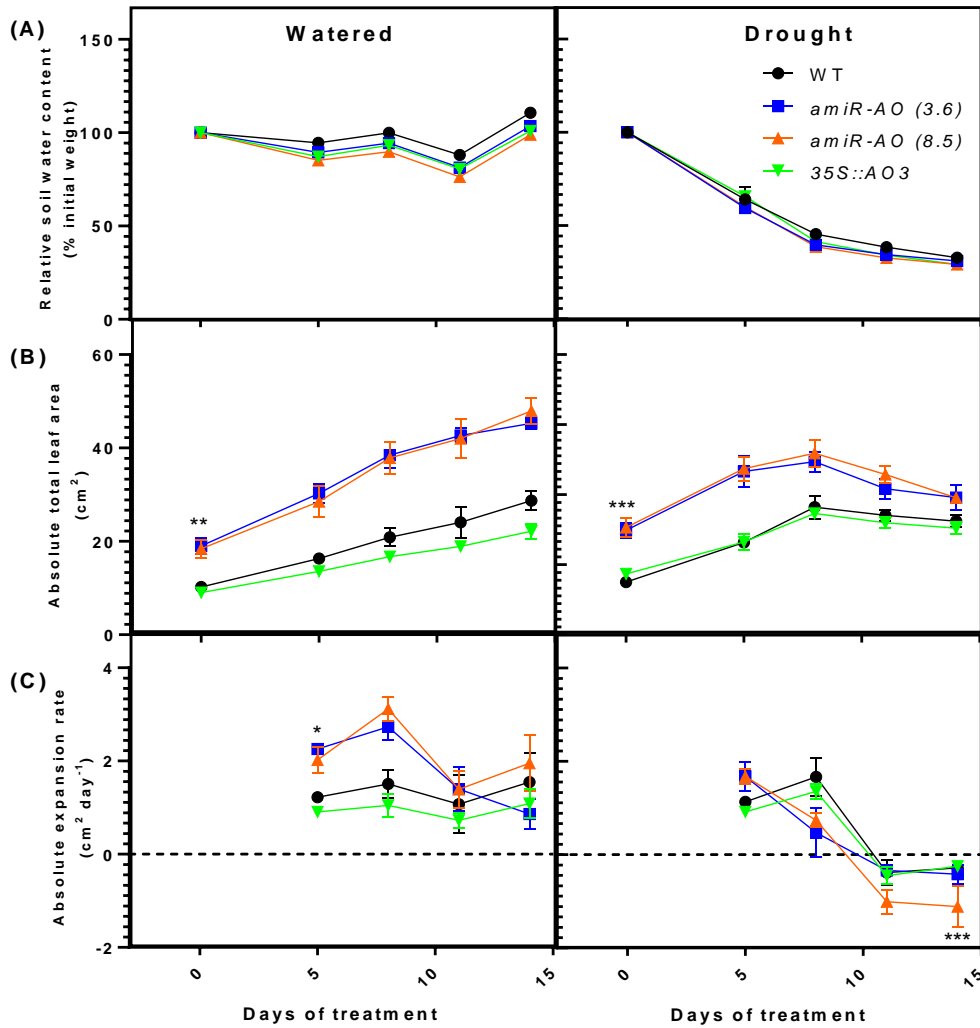 (A)
Watered
Drought
150
100
50
0
Relative soil water content
(% initial weight)
WT
amiR-AO (3.6)
amiR-AO (8.5)
35S::AO3
(B)
60
40
20
0
Absolute total leaf area
(cm²)
**
***
(C)
4
2
0
-2
Absolute expansion rate
(cm² day⁻¹)
*
***
0 5 10 15
0 5 10 15
Days of treatment
Days of treatment